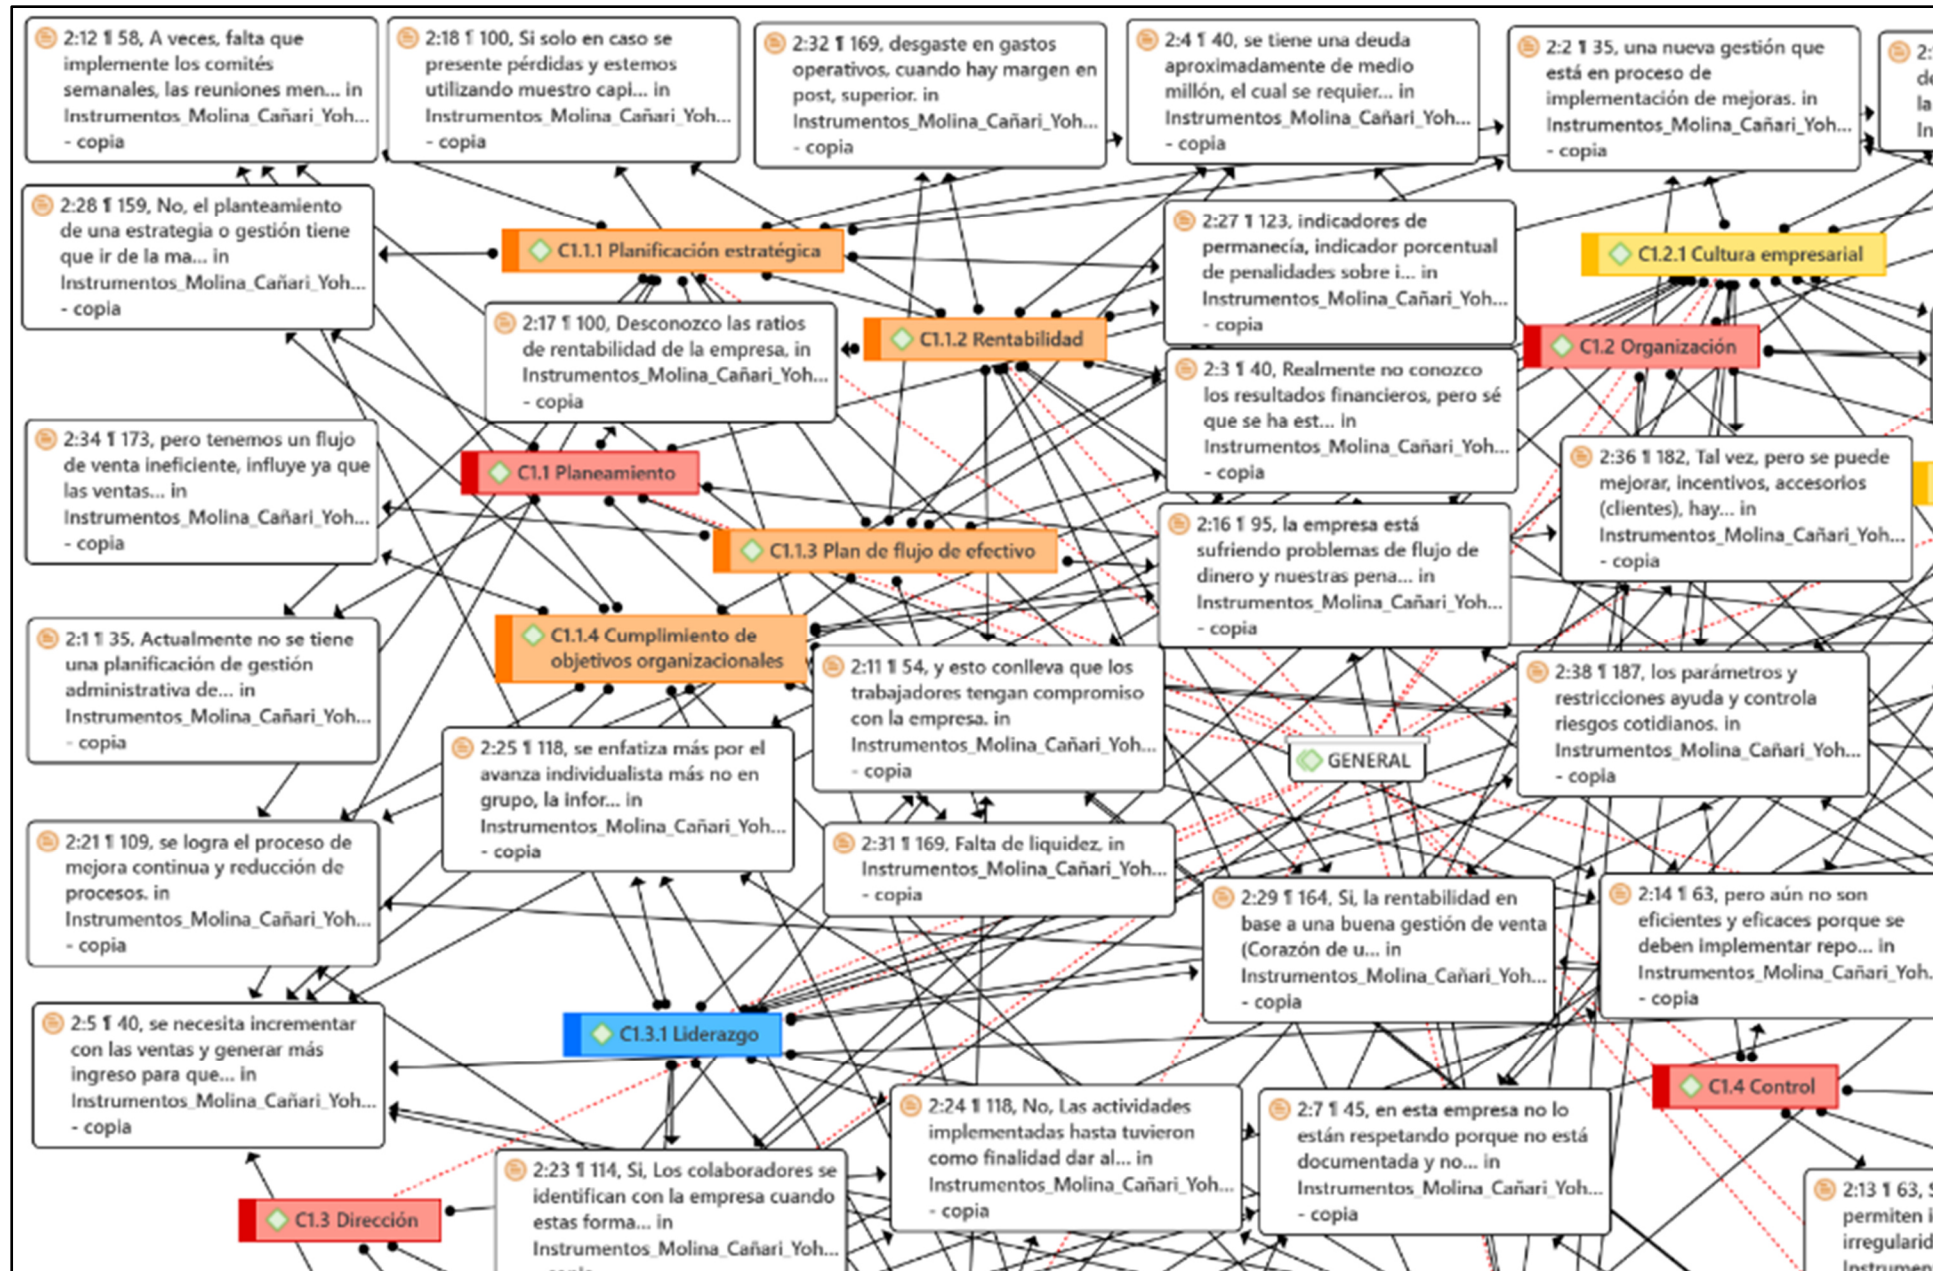 2:12 ¶ 58, A veces, falta que
implemente los comités
semanales, las reuniones men... in
Instrumentos_Molina_Cañari_Yoh...
- copia
2:18 ¶ 100, Si solo en caso se
presente pérdidas y estemos
utilizando muestro capi... in
Instrumentos_Molina_Cañari_Yoh...
- copia
2:32 ¶ 169, desgaste en gastos
operativos, cuando hay margen en
post, superior. in
Instrumentos_Molina_Cañari_Yoh...
- copia
2:4 ¶ 40, se tiene una deuda
aproximadamente de medio
millón, el cual se requier... in
Instrumentos_Molina_Cañari_Yoh...
- copia
2:2 ¶ 35, una nueva gestión que
está en proceso de
implementación de mejoras. in
Instrumentos_Molina_Cañari_Yoh...
- copia
2:28 ¶ 159, No, el planteamiento
de una estrategia o gestión tiene
que ir de la ma... in
Instrumentos_Molina_Cañari_Yoh...
- copia
C1.1.1 Planificación estratégica
2:27 ¶ 123, indicadores de
permanecía, indicador porcentual
de penalidades sobre i... in
Instrumentos_Molina_Cañari_Yoh...
- copia
C1.2.1 Cultura empresarial
2:17 ¶ 100, Desconozco las ratios
de rentabilidad de la empresa, in
Instrumentos_Molina_Cañari_Yoh...
- copia
C1.1.2 Rentabilidad
C1.2 Organización
2:3 ¶ 40, Realmente no conozco
los resultados financieros, pero sé
que se ha est... in
Instrumentos_Molina_Cañari_Yoh...
- copia
2:34 ¶ 173, pero tenemos un flujo
de venta ineficiente, influye ya que
las ventas... in
Instrumentos_Molina_Cañari_Yoh...
- copia
C1.1 Planeamiento
2:36 ¶ 182, Tal vez, pero se puede
mejorar, incentivos, accesorios
(clientes), hay... in
Instrumentos_Molina_Cañari_Yoh...
- copia
C1.1.3 Plan de flujo de efectivo
2:16 ¶ 95, la empresa está
sufriendo problemas de flujo de
dinero y nuestras pena... in
Instrumentos_Molina_Cañari_Yoh...
- copia
2:1 ¶ 35, Actualmente no se tiene
una planificación de gestión
administrativa de... in
Instrumentos_Molina_Cañari_Yoh...
- copia
C1.1.4 Cumplimiento de
objetivos organizacionales
2:11 ¶ 54, y esto conlleva que los
trabajadores tengan compromiso
con la empresa. in
Instrumentos_Molina_Cañari_Yoh...
- copia
2:38 ¶ 187, los parámetros y
restricciones ayuda y controla
riesgos cotidianos. in
Instrumentos_Molina_Cañari_Yoh...
- copia
GENERAL
2:25 ¶ 118, se enfatiza más por el
avanza individualista más no en
grupo, la infor... in
Instrumentos_Molina_Cañari_Yoh...
- copia
2:21 ¶ 109, se logra el proceso de
mejora continua y reducción de
procesos. in
Instrumentos_Molina_Cañari_Yoh...
- copia
2:31 ¶ 169, Falta de liquidez, in
Instrumentos_Molina_Cañari_Yoh...
- copia
2:29 ¶ 164, Si, la rentabilidad en
base a una buena gestión de venta
(Corazón de u... in
Instrumentos_Molina_Cañari_Yoh...
- copia
2:14 ¶ 63, pero aún no son
eficientes y eficaces porque se
deben implementar repo... in
Instrumentos_Molina_Cañari_Yoh...
- copia
2:5 ¶ 40, se necesita incrementar
con las ventas y generar más
ingreso para que... in
Instrumentos_Molina_Cañari_Yoh...
- copia
C1.3.1 Liderazgo
C1.4 Control
2:24 ¶ 118, No, Las actividades
implementadas hasta tuvieron
como finalidad dar al... in
Instrumentos_Molina_Cañari_Yoh...
- copia
2:7 ¶ 45, en esta empresa no lo
están respetando porque no está
documentada y no... in
Instrumentos_Molina_Cañari_Yoh...
- copia
2:23 ¶ 114, Si, Los colaboradores se
identifican con la empresa cuando
estas forma... in
Instrumentos_Molina_Cañari_Yoh...
C1.3 Dirección
2:13 ¶ 63,
permiten